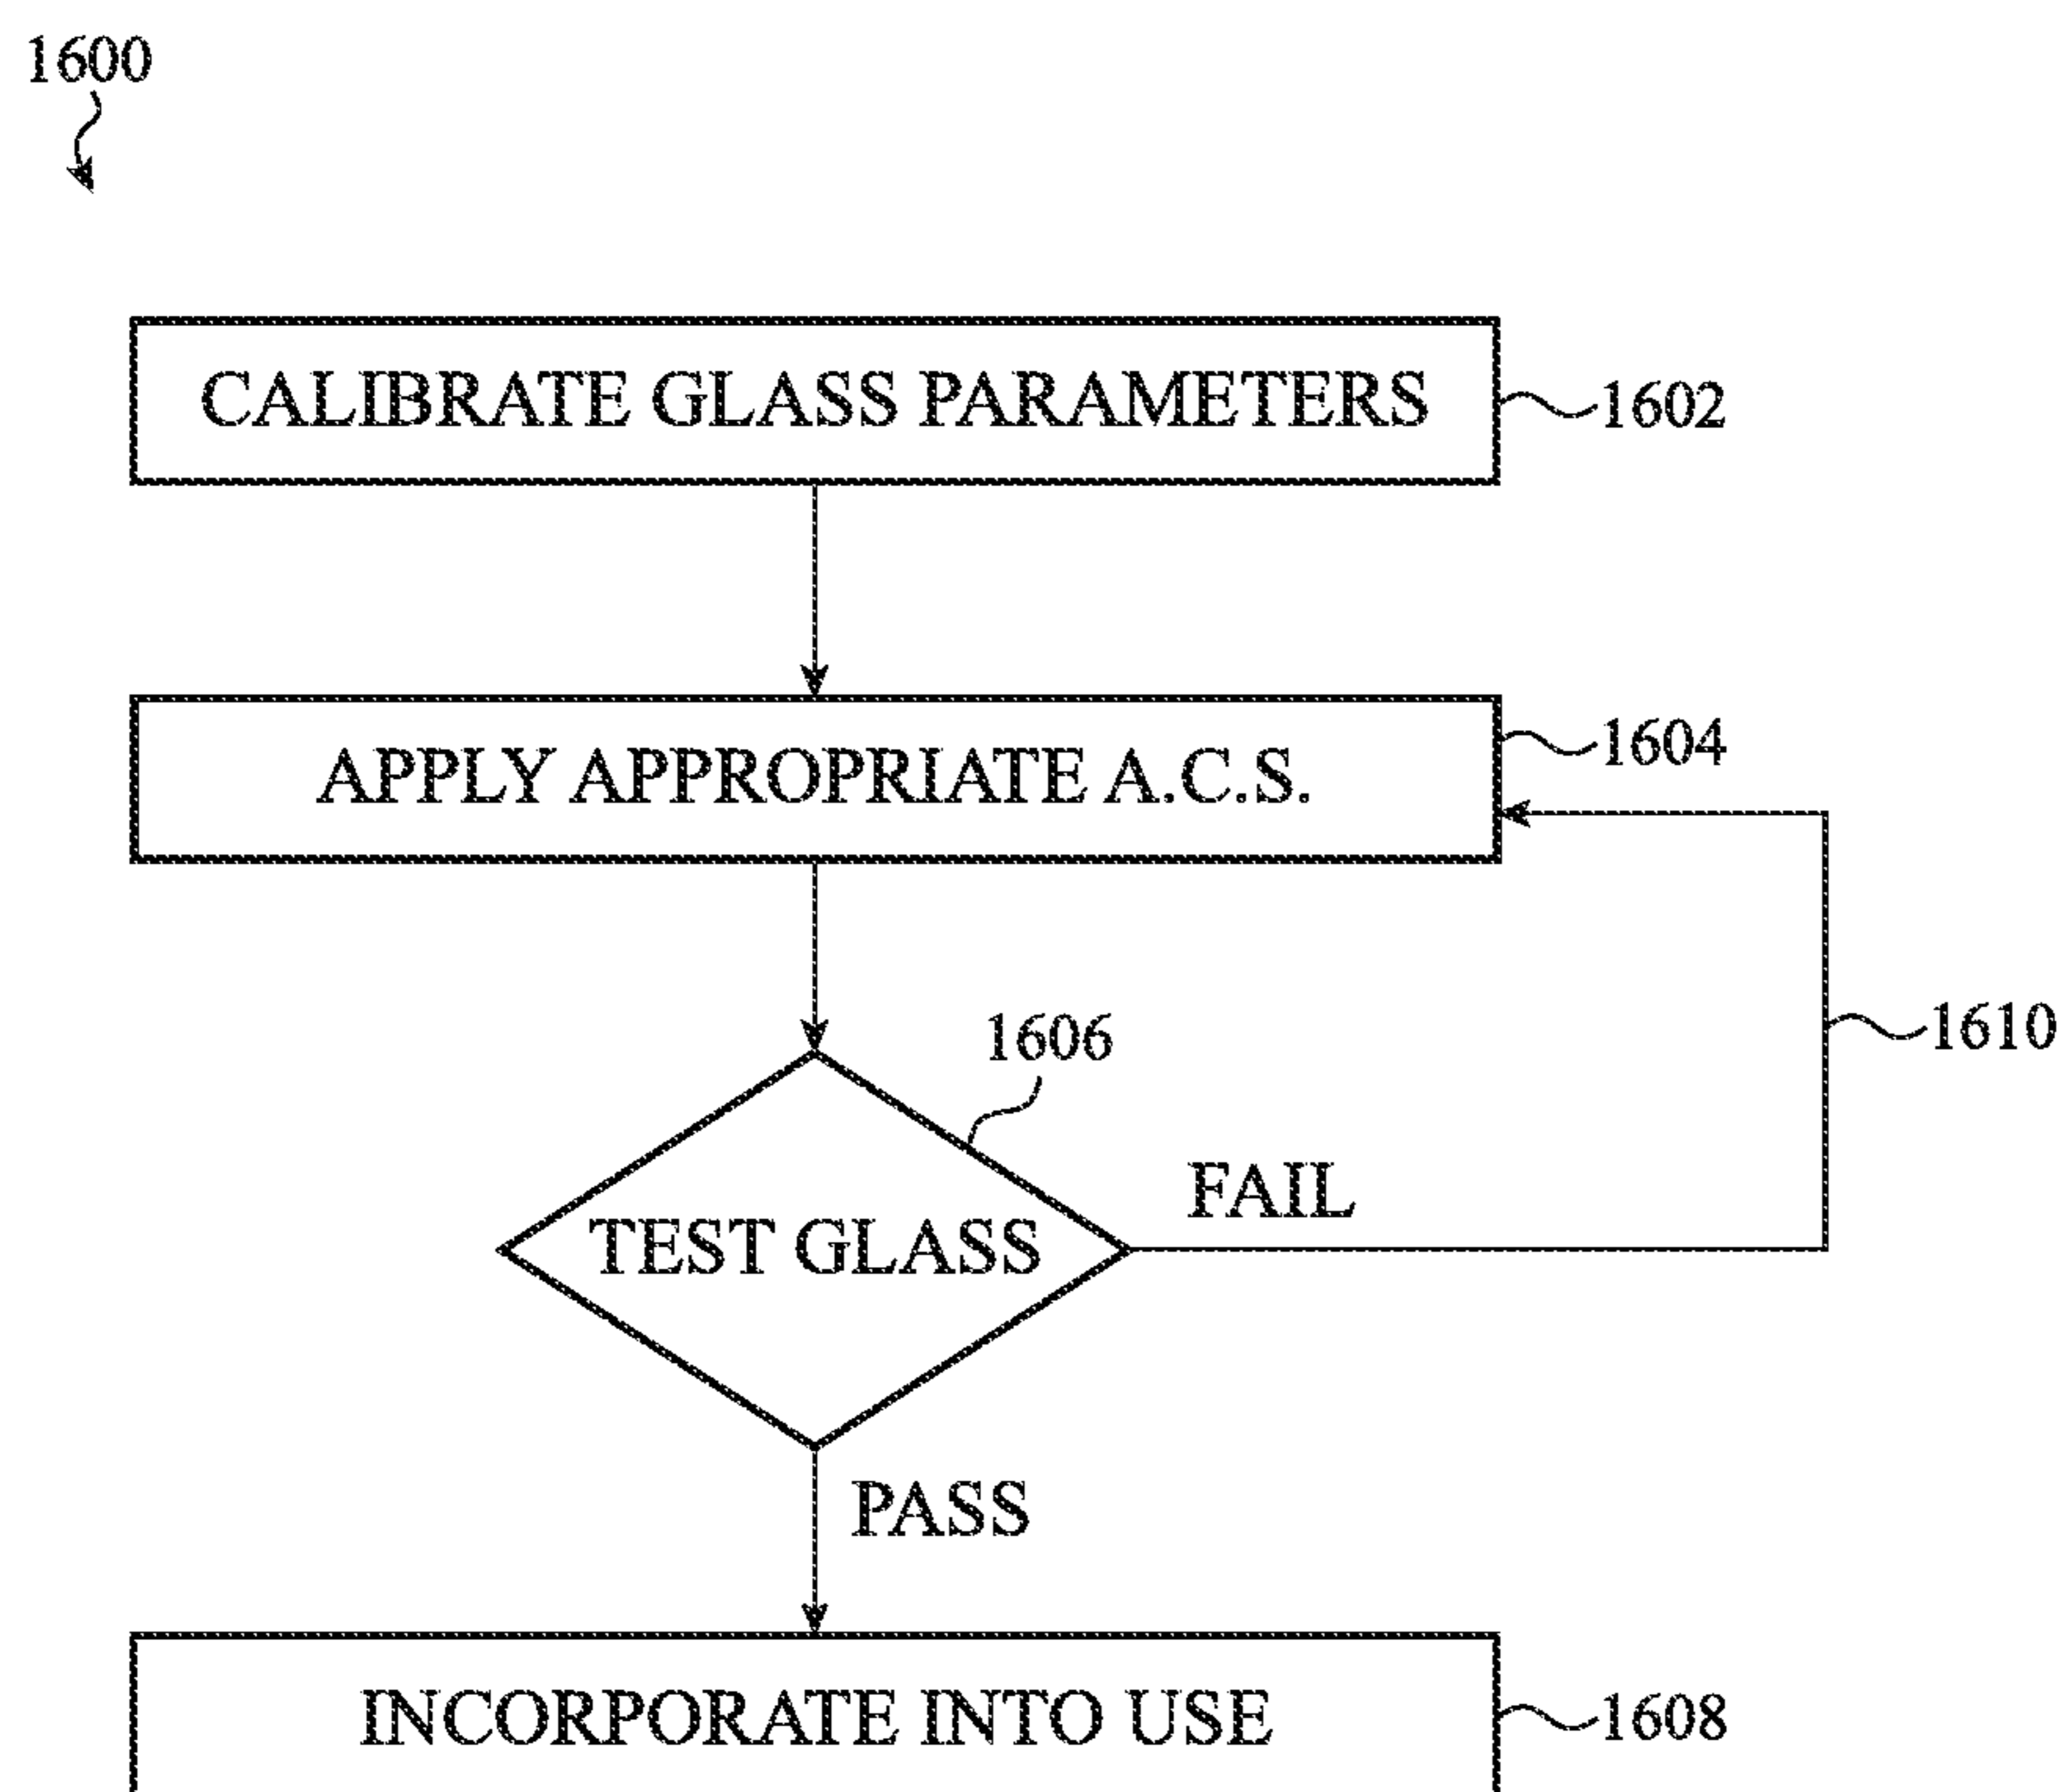 1600
CALIBRATE GLASS PARAMETERS
1602
APPLY APPROPRIATE A.C.S.
1604
1606
1610
FAIL
TEST GLASS
PASS
INCORPORATE INTO USE
1608